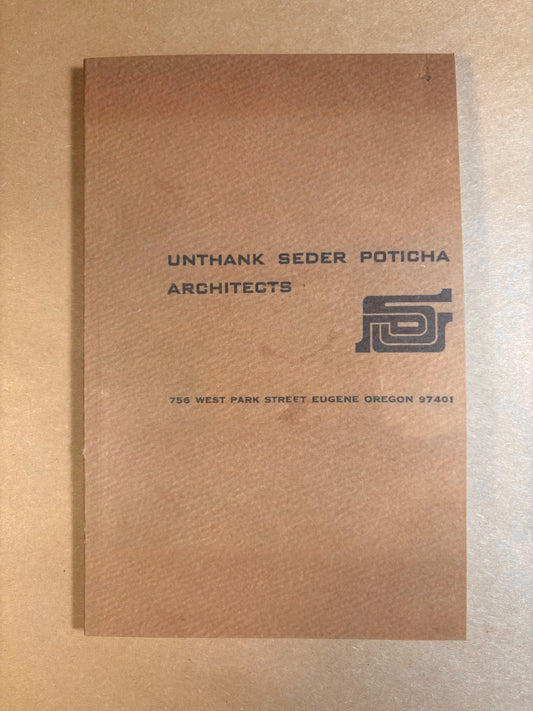 UNTHANK SEDER POTICHA
ARCHITECTS
756 WEST PARK STREET EUGENE OREGON 97401